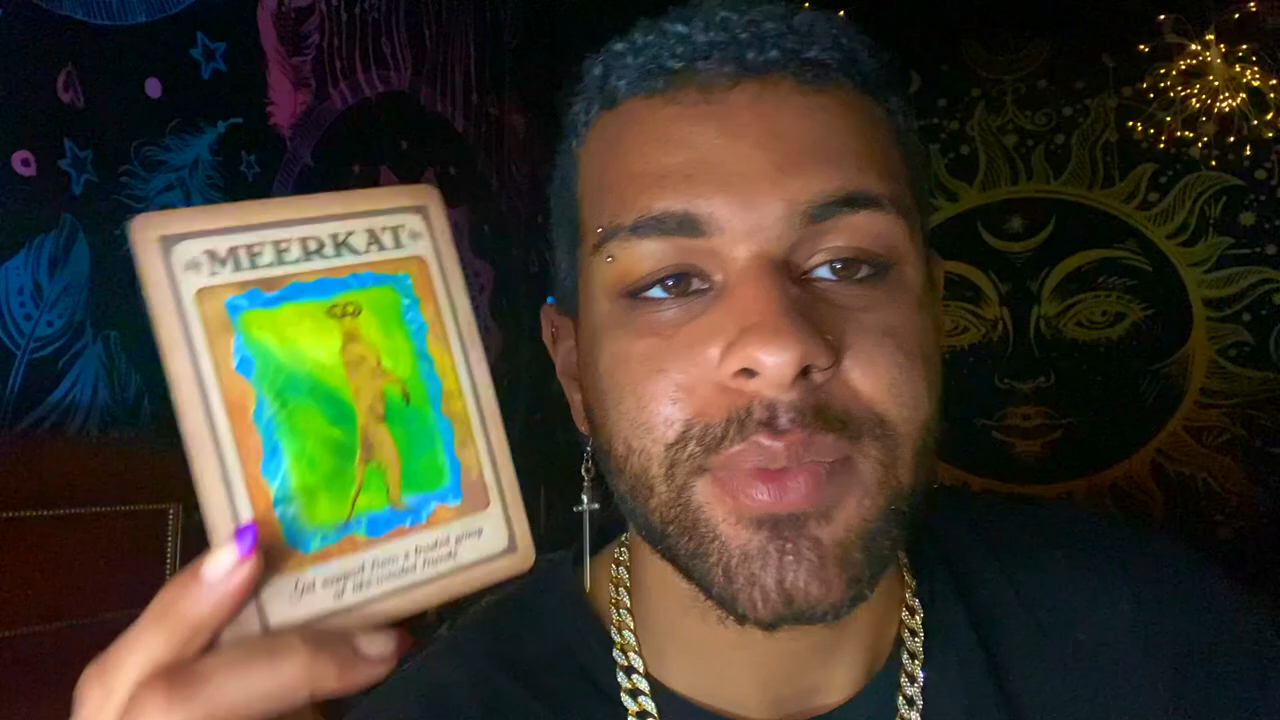 MEERKAT
Get support from a trusted group
of like-minded friends